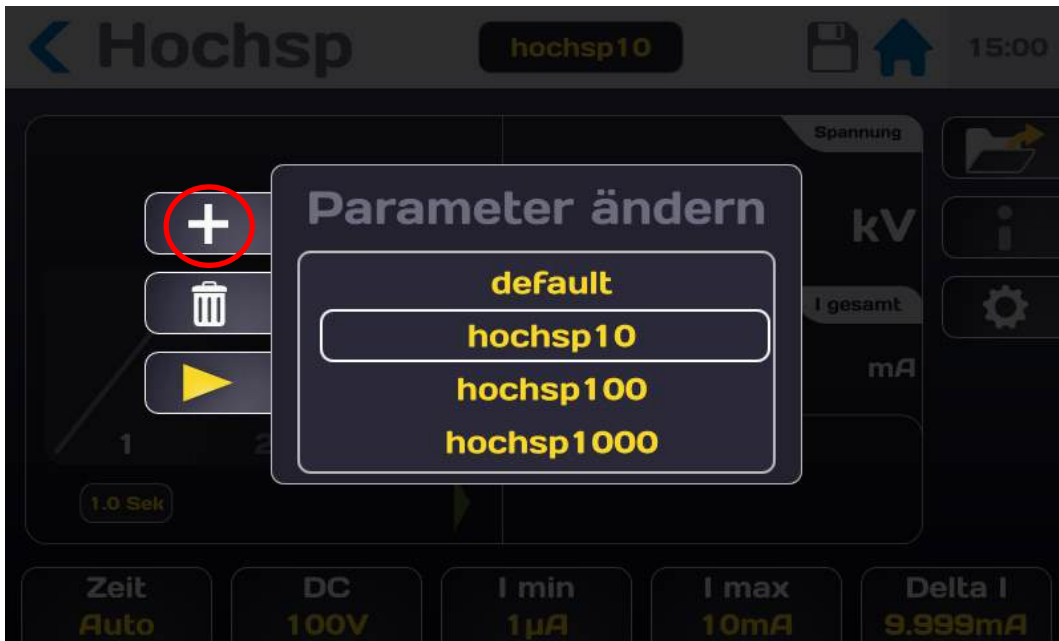 Hochsp hochsp10 15:00
Spannung
Parameter ändern
kV
default
I gesamt
hochsp10
mA
hochsp100
1 2
hochsp1000
1.0 Sek
Zeit DC I min I max Delta I
Auto 100V 1µA 10mA 9.999mA